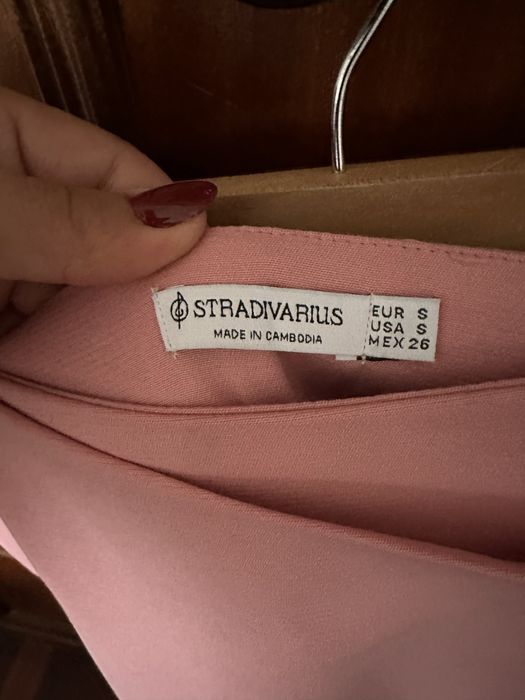 STRADIVARIUS
MADE IN CAMBODIA
EUR S
USA S
MEX 26